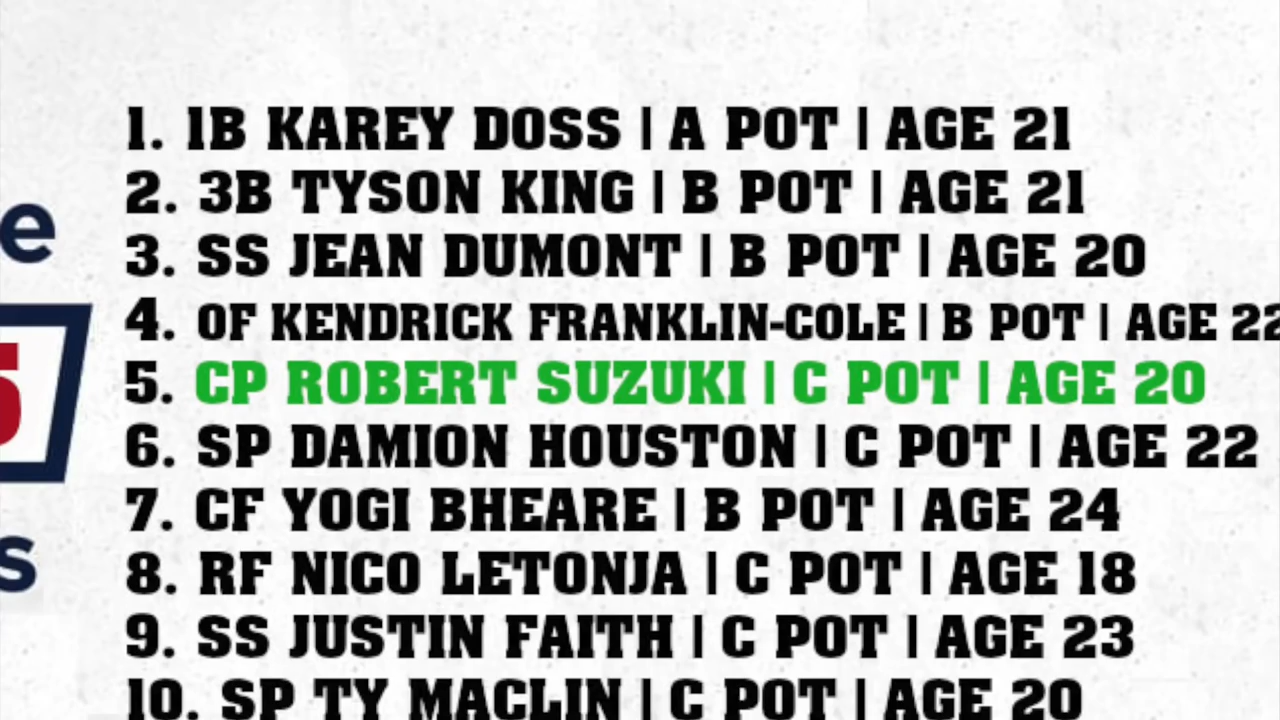 1. 1B KAREY DOSS | A POT | AGE 21
2. 3B TYSON KING | B POT | AGE 21
e
3. SS JEAN DUMONT | B POT | AGE 20
4. OF KENDRICK FRANKLIN-COLE | B POT | AGE 22
5
5. CP ROBERT SUZUKI | C POT | AGE 20
6. SP DAMION HOUSTON | C POT | AGE 22
7. CF YOGI BHEARE | B POT | AGE 24
s
8. RF NICO LETONJA | C POT | AGE 18
9. SS JUSTIN FAITH | C POT | AGE 23
10. SP TY MACLIN | C POT | AGE 20